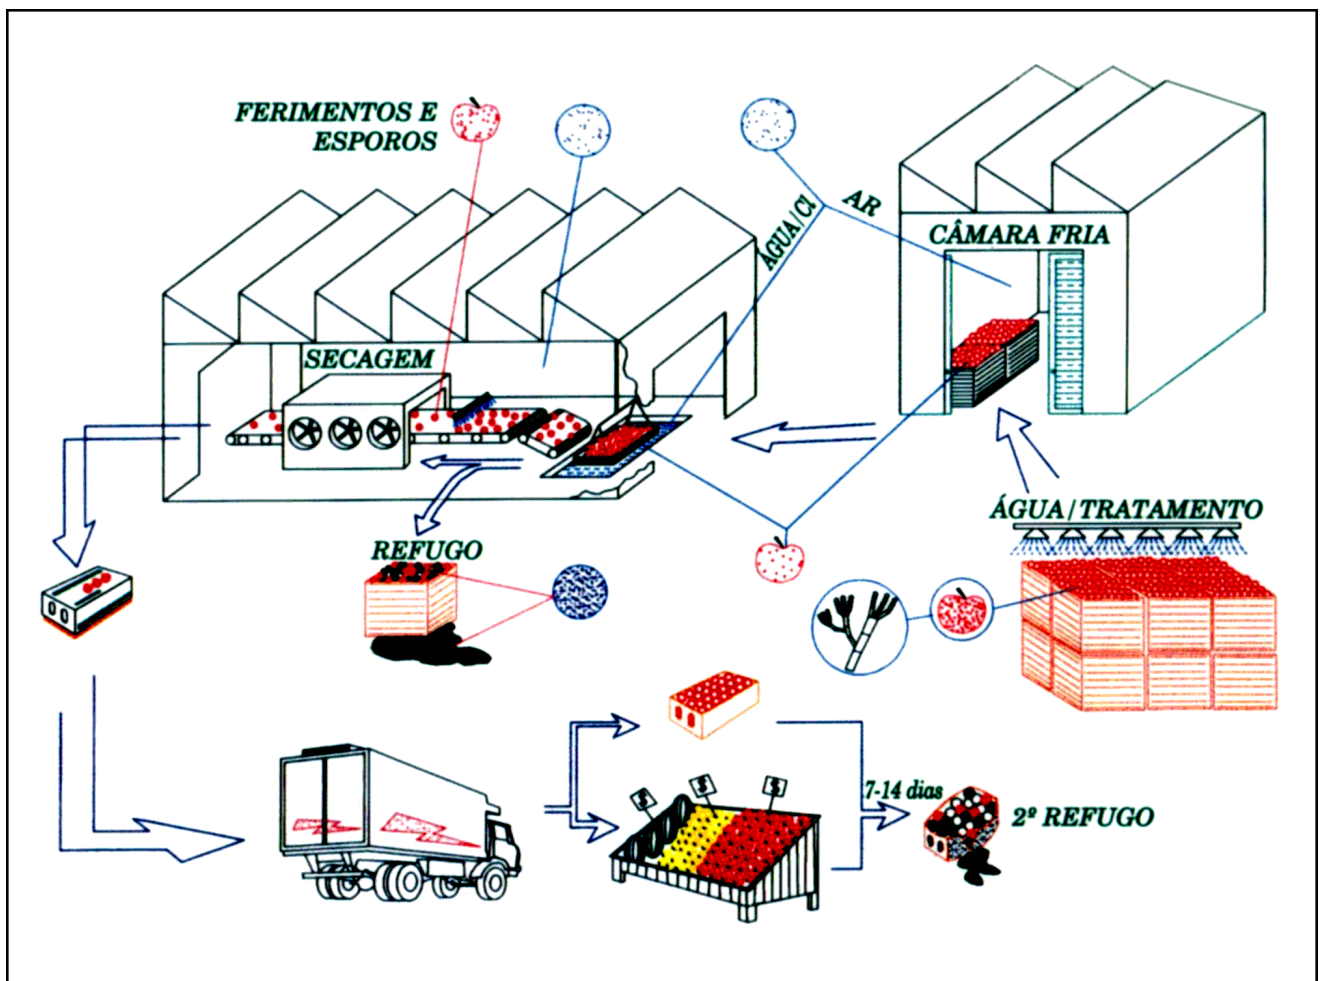 FERIMENTOS E
ESPOROS
ÁGUA/Cl
AR
CÂMARA FRIA
SECAGEM
ÁGUA/TRATAMENTO
REFUGO
$
$
$
7-14 dias
2º REFUGO